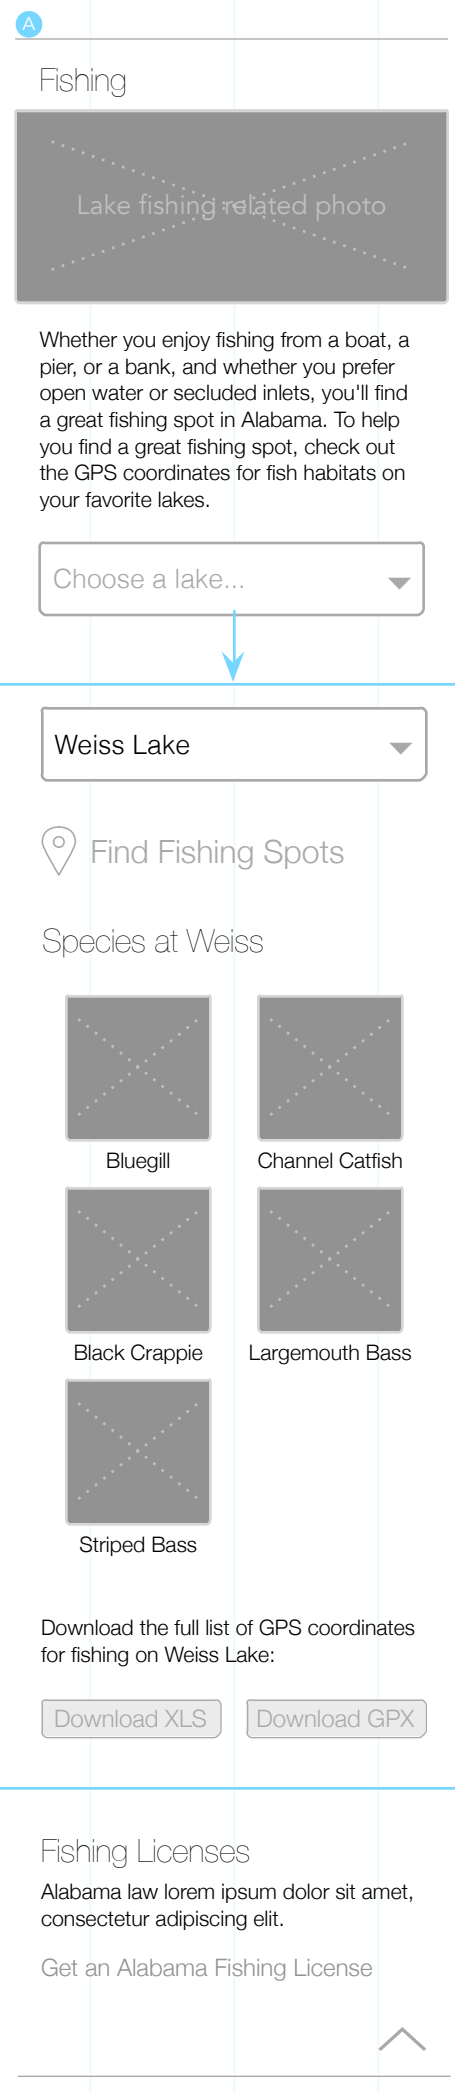 A
Fishing
Lake fishing related photo
Whether you enjoy fishing from a boat, a
pier, or a bank, and whether you prefer
open water or secluded inlets, you'll find
a great fishing spot in Alabama. To help
you find a great fishing spot, check out
the GPS coordinates for fish habitats on
your favorite lakes.
Choose a lake...
Weiss Lake
Find Fishing Spots
Species at Weiss
Bluegill
Channel Catfish
Black Crappie
Largemouth Bass
Striped Bass
Download the full list of GPS coordinates
for fishing on Weiss Lake:
Download XLS
Download GPX
Fishing Licenses
Alabama law lorem ipsum dolor sit amet,
consectetur adipiscing elit.
Get an Alabama Fishing License